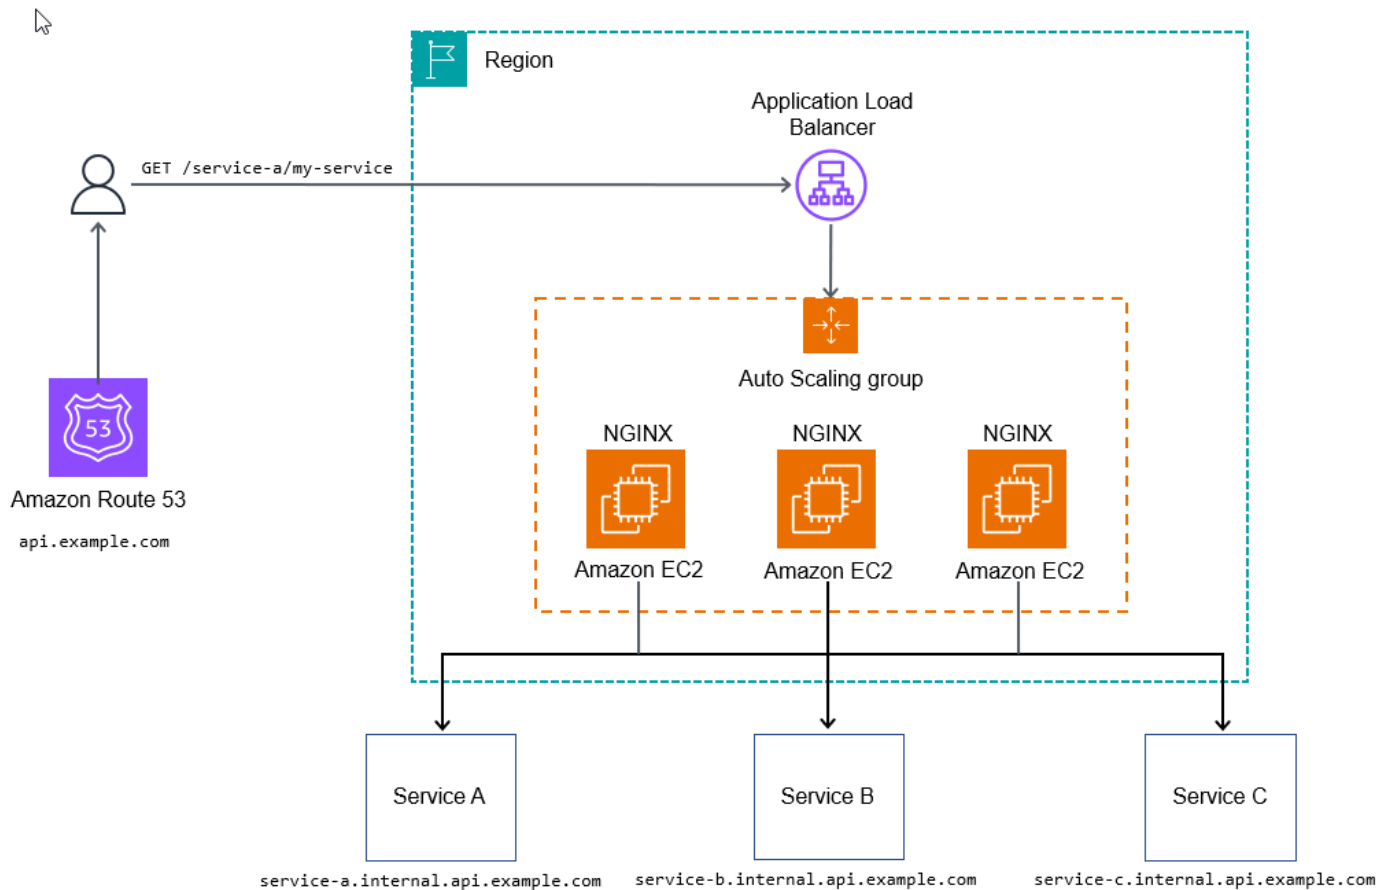 Region
Application Load
Balancer
GET /service-a/my-service
Auto Scaling group
NGINX
NGINX
NGINX
53
Amazon Route 53
api.example.com
Amazon EC2
Amazon EC2
Amazon EC2
Service A
Service B
Service C
service-a.internal.api.example.com
service-b.internal.api.example.com
service-c.internal.api.example.com